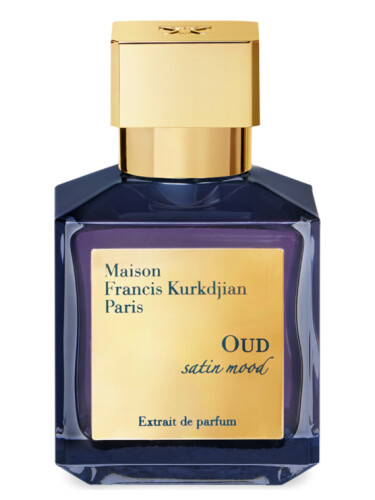 Maison
Francis Kurkdjian
Paris
OUD
satin mood
Extrait de parfum